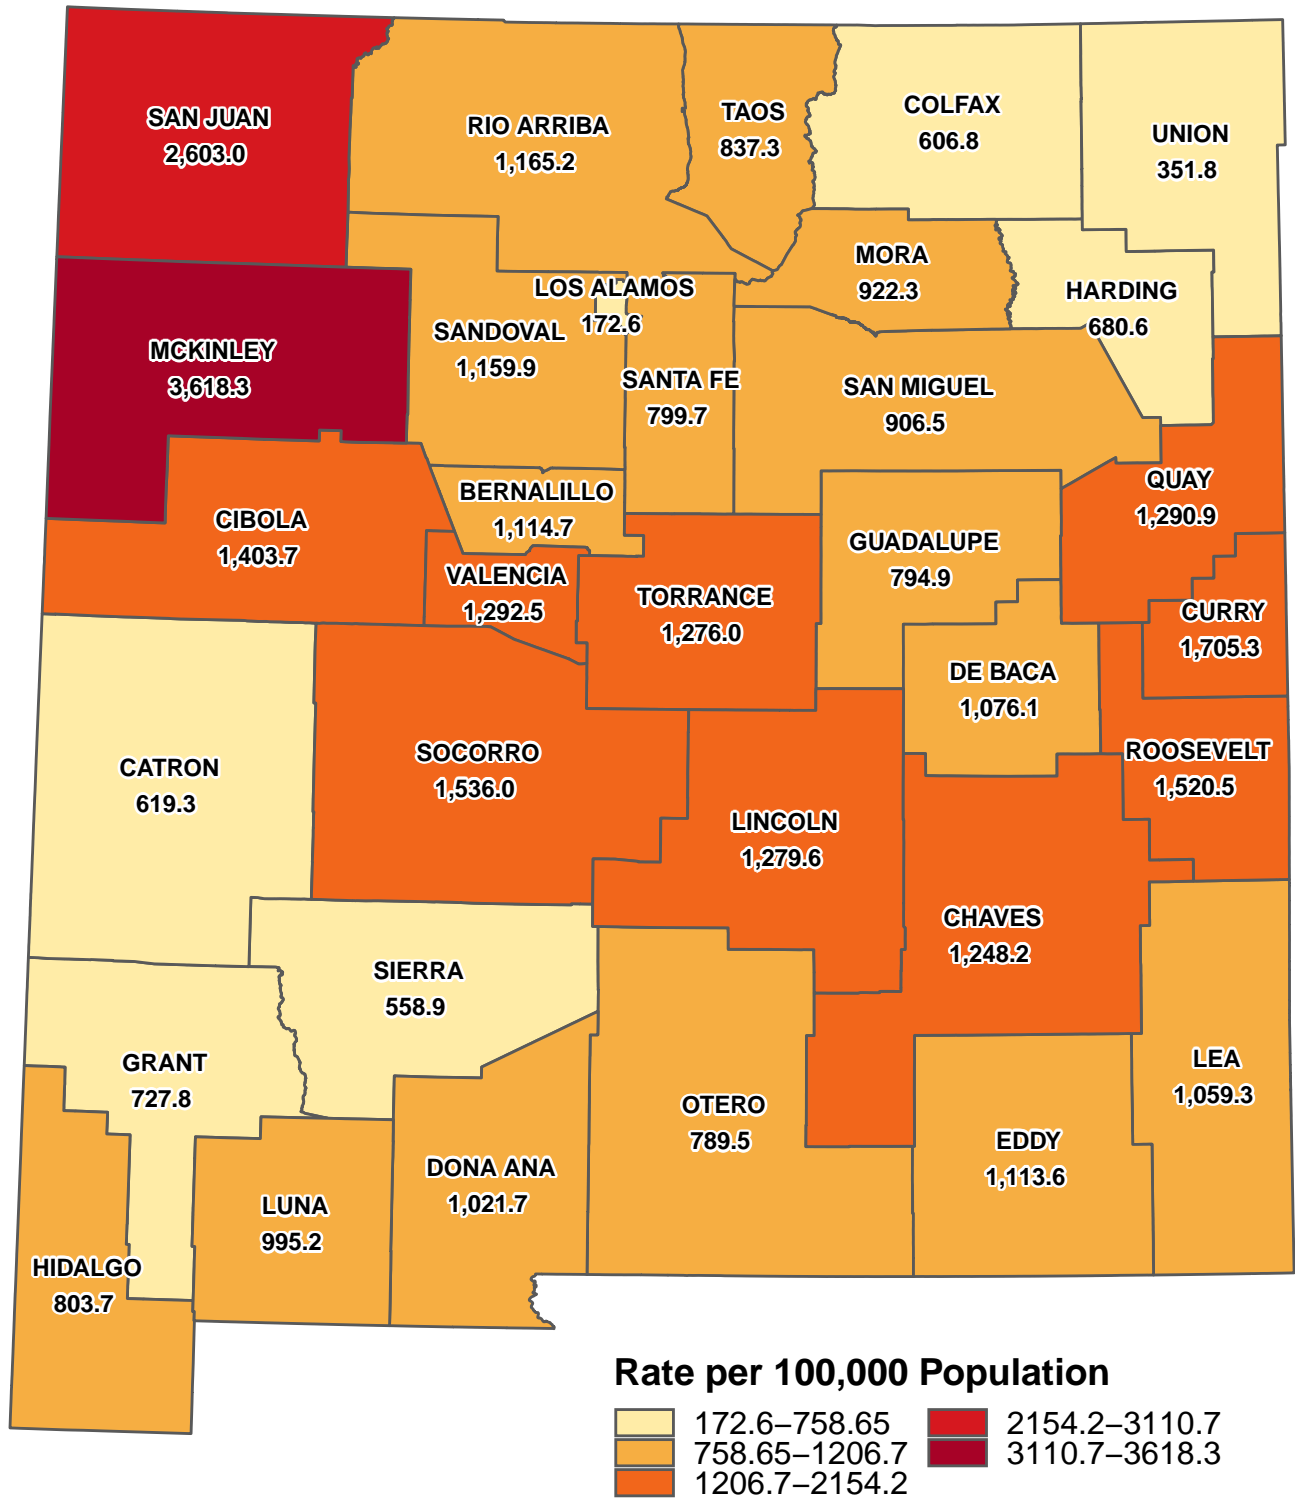 SAN JUAN
2,603.0
RIO ARRIBA
1,165.2
TAOS
837.3
COLFAX
606.8
UNION
351.8
MORA
922.3
HARDING
680.6
LOS ALAMOS
172.6
SANDOVAL
1,159.9
MCKINLEY
3,618.3
SANTA FE
799.7
SAN MIGUEL
906.5
QUAY
1,290.9
BERNALILLO
1,114.7
CIBOLA
1,403.7
GUADALUPE
794.9
VALENCIA
1,292.5
TORRANCE
1,276.0
CURRY
1,705.3
DE BACA
1,076.1
ROOSEVELT
1,520.5
SOCORRO
1,536.0
CATRON
619.3
LINCOLN
1,279.6
CHAVES
1,248.2
SIERRA
558.9
GRANT
727.8
LEA
1,059.3
OTERO
789.5
EDDY
1,113.6
DONA ANA
1,021.7
LUNA
995.2
HIDALGO
803.7
Rate per 100,000 Population
172.6–758.65
758.65–1206.7
1206.7–2154.2
2154.2–3110.7
3110.7–3618.3